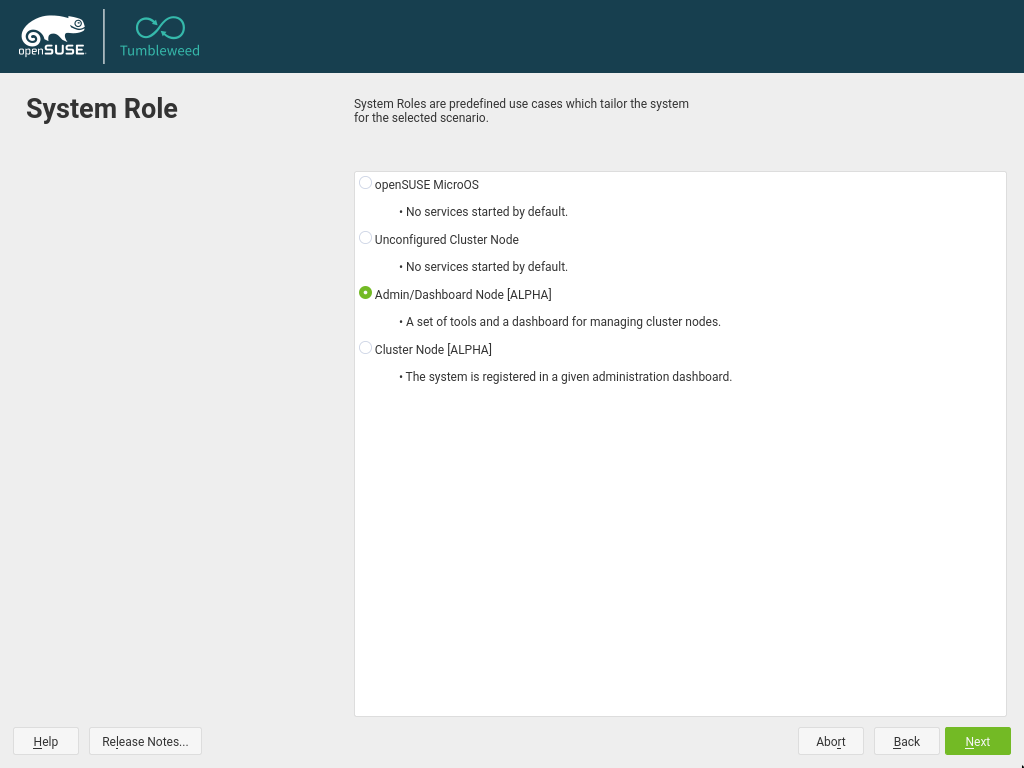 openSUSE.
Tumbleweed
System Role
System Roles are predefined use cases which tailor the system
for the selected scenario.
openSUSE MicroOS
• No services started by default.
Unconfigured Cluster Node
• No services started by default.
Admin/Dashboard Node [ALPHA]
• A set of tools and a dashboard for managing cluster nodes.
Cluster Node [ALPHA]
• The system is registered in a given administration dashboard.
Help
Release Notes...
Abort
Back
Next